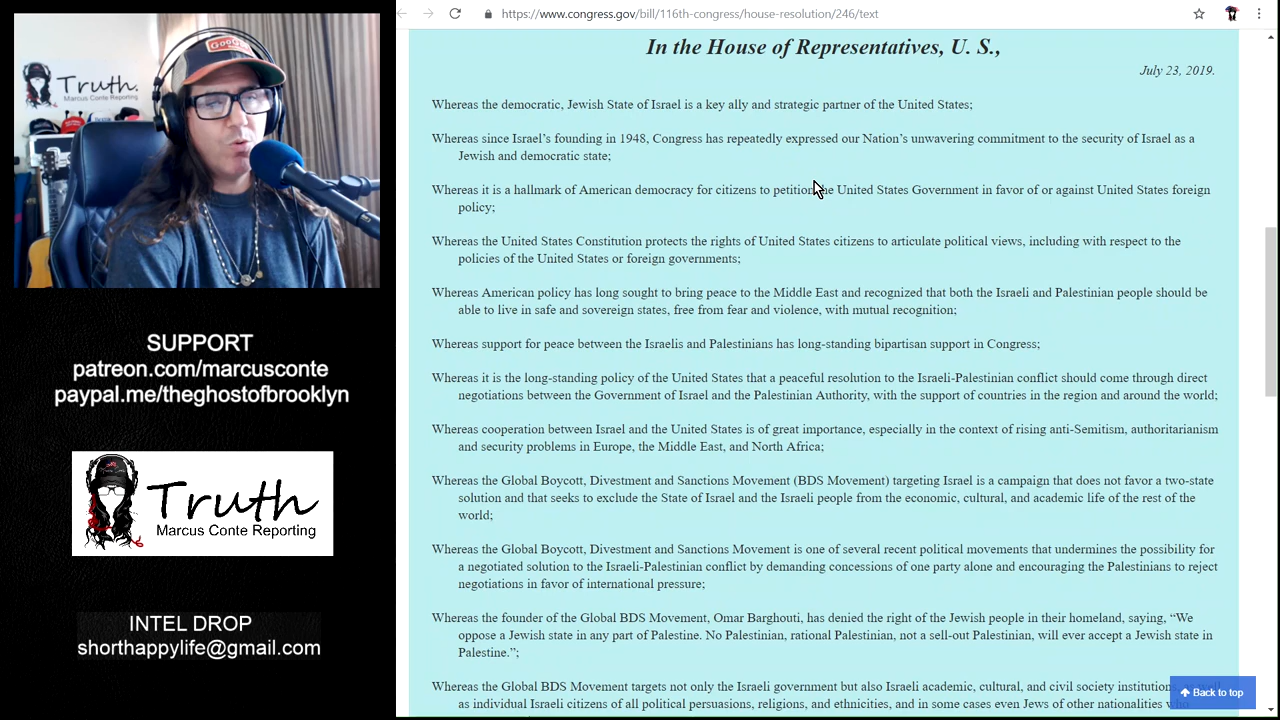 https://www.congress.gov/bill/116th-congress/house-resolution/246/text
GooGoo
Truth.
Marcus Conte Reporting
SUPPORT
patreon.com/marcusconte
paypal.me/theghostofbrooklyn
Truth
Marcus Conte Reporting
INTEL DROP
shorthappylife@gmail.com
In the House of Representatives, U. S.,
July 23, 2019.
Whereas the democratic, Jewish State of Israel is a key ally and strategic partner of the United States;
Whereas since Israel’s founding in 1948, Congress has repeatedly expressed our Nation’s unwavering commitment to the security of Israel as a
Jewish and democratic state;
Whereas it is a hallmark of American democracy for citizens to petition the United States Government in favor of or against United States foreign
policy;
Whereas the United States Constitution protects the rights of United States citizens to articulate political views, including with respect to the
policies of the United States or foreign governments;
Whereas American policy has long sought to bring peace to the Middle East and recognized that both the Israeli and Palestinian people should be
able to live in safe and sovereign states, free from fear and violence, with mutual recognition;
Whereas support for peace between the Israelis and Palestinians has long-standing bipartisan support in Congress;
Whereas it is the long-standing policy of the United States that a peaceful resolution to the Israeli-Palestinian conflict should come through direct
negotiations between the Government of Israel and the Palestinian Authority, with the support of countries in the region and around the world;
Whereas cooperation between Israel and the United States is of great importance, especially in the context of rising anti-Semitism, authoritarianism
and security problems in Europe, the Middle East, and North Africa;
Whereas the Global Boycott, Divestment and Sanctions Movement (BDS Movement) targeting Israel is a campaign that does not favor a two-state
solution and that seeks to exclude the State of Israel and the Israeli people from the economic, cultural, and academic life of the rest of the
world;
Whereas the Global Boycott, Divestment and Sanctions Movement is one of several recent political movements that undermines the possibility for
a negotiated solution to the Israeli-Palestinian conflict by demanding concessions of one party alone and encouraging the Palestinians to reject
negotiations in favor of international pressure;
Whereas the founder of the Global BDS Movement, Omar Barghouti, has denied the right of the Jewish people in their homeland, saying, “We
oppose a Jewish state in any part of Palestine. No Palestinian, rational Palestinian, not a sell-out Palestinian, will ever accept a Jewish state in
Palestine.”;
Whereas the Global BDS Movement targets not only the Israeli government but also Israeli academic, cultural, and civil society institutions, as well
as individual Israeli citizens of all political persuasions, religions, and ethnicities, and in some cases even Jews of other nationalities who
Back to top